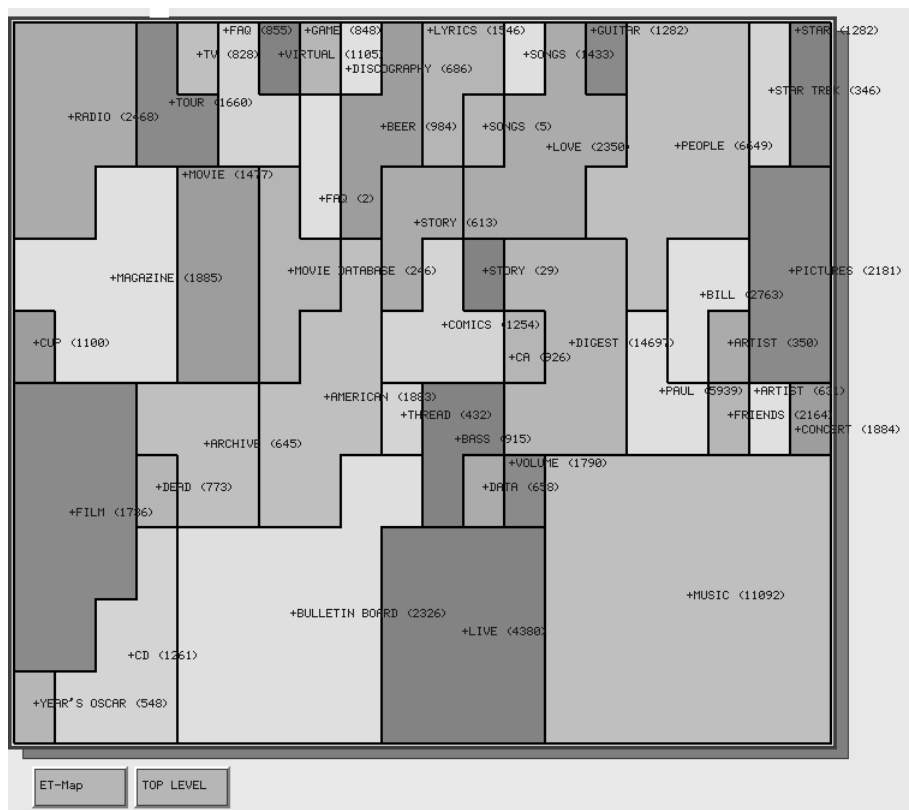 +FAQ (855)
+GAME (848)
+LYRICS (1546)
+GUITAR (1282)
+STAR (1282)
+TV (828)
+VIRTUAL (1105)
+SONGS (1433)
+DISCOGRAPHY (686)
+STAR TREK (346)
+TOUR (1660)
+RADIO (2468)
+BEER (984)
+SONGS (5)
+LOVE (2350)
+PEOPLE (6649)
+MOVIE (1477)
+FAQ (2)
+STORY (613)
+MAGAZINE (1885)
+MOVIE DATABASE (246)
+STORY (29)
+PICTURES (2181)
+BILL (2763)
+COMICS (1254)
+CUP (1100)
+CA (926)
+DIGEST (14697)
+ARTIST (350)
+AMERICAN (1883)
+PAUL (5939)
+ARTIST (631)
+THREAD (432)
+FRIENDS (2164)
+CONCERT (1884)
+ARCHIVE (645)
+BASS (915)
+VOLUME (1790)
+DEAD (773)
+DATA (658)
+FILM (1736)
+MUSIC (11092)
+BULLETIN BOARD (2326)
+LIVE (4380)
+CD (1261)
+YEAR'S OSCAR (548)
ET-Map
TOP LEVEL